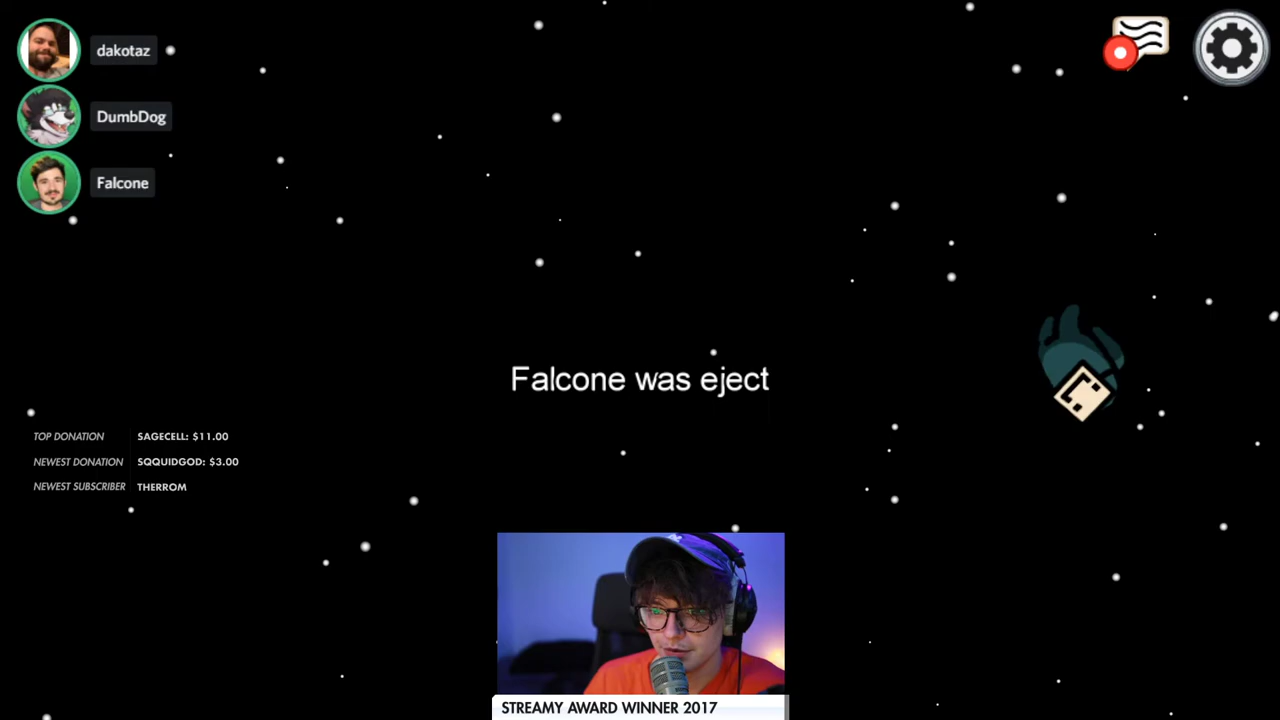 dakotaz
DumbDog
Falcone
Falcone was eject
TOP DONATION SAGECELL: $11.00
NEWEST DONATION SQQUIDGOD: $3.00
NEWEST SUBSCRIBER THERROM
STREAMY AWARD WINNER 2017